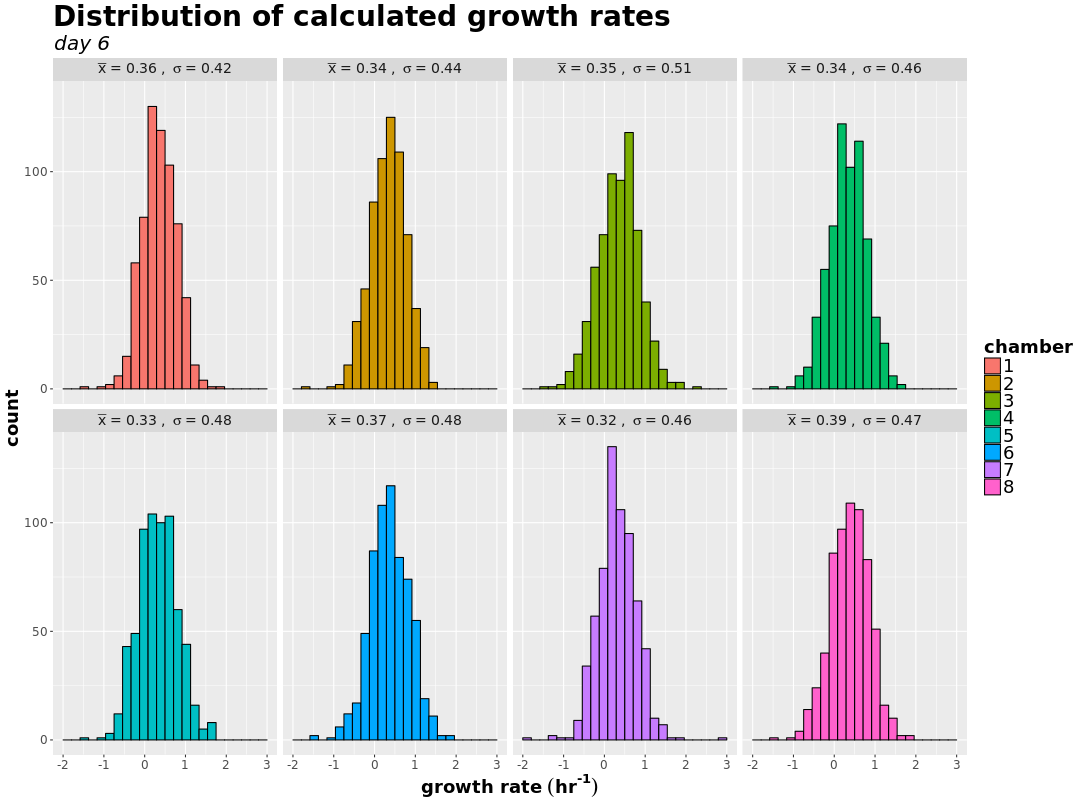 Distribution of calculated growth rates
day 6
x̅ = 0.36 , σ = 0.42
x̅ = 0.34 , σ = 0.44
x̅ = 0.35 , σ = 0.51
x̅ = 0.34 , σ = 0.46
100
50
0
chamber
1
2
3
4
5
6
7
8
count
x̅ = 0.33 , σ = 0.48
x̅ = 0.37 , σ = 0.48
x̅ = 0.32 , σ = 0.46
x̅ = 0.39 , σ = 0.47
100
50
0
-2 -1 0 1 2 3 -2 -1 0 1 2 3 -2 -1 0 1 2 3 -2 -1 0 1 2 3
growth rate (hr⁻¹)